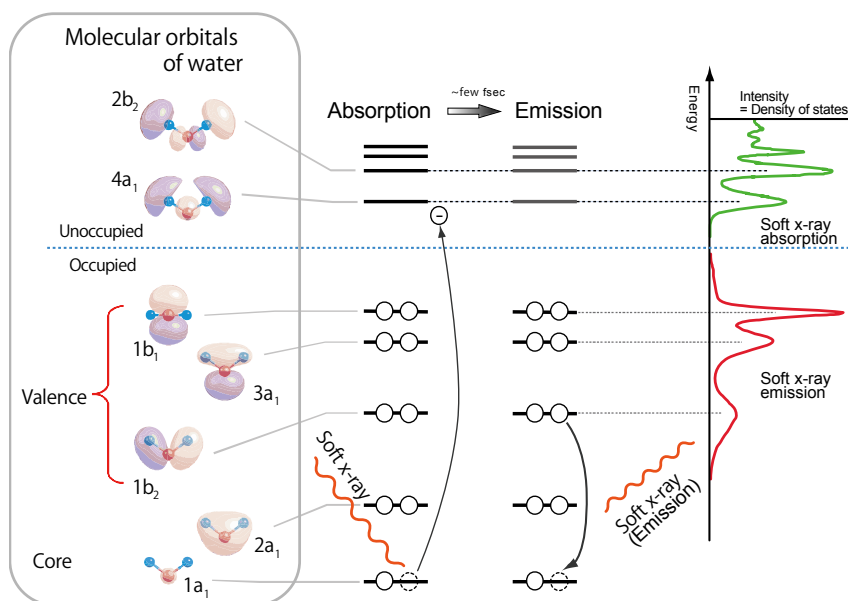 Molecular orbitals
of water
2b2
4a1
Unoccupied
Occupied
1b1
3a1
Valence
1b2
2a1
Core
1a1
Absorption
~few fsec
Emission
−
Soft x-ray
Soft x-ray
(Emission)
Energy
Intensity
= Density of states
Soft x-ray
absorption
Soft x-ray
emission